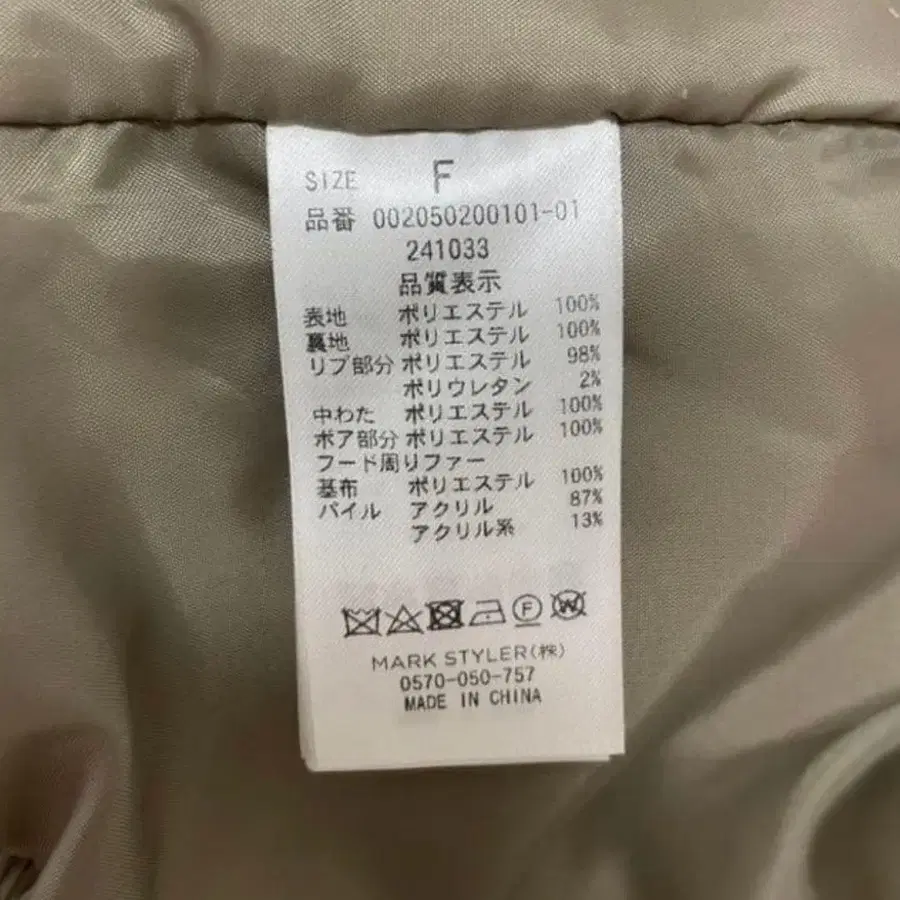 SIZE F
品番 002050200101-01
241033
品質表示
表地 ポリエステル 100%
裏地 ポリエステル 100%
リブ部分 ポリエステル 98%
ポリウレタン 2%
中わた ポリエステル 100%
ボア部分 ポリエステル 100%
フード周りファー
基布 ポリエステル 100%
パイル アクリル 87%
アクリル系 13%
F W
MARK STYLER(株)
0570-050-757
MADE IN CHINA